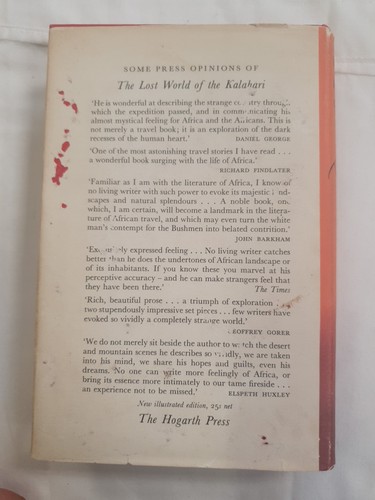 SOME PRESS OPINIONS OF
The Lost World of the Kalahari
'He is wonderful at describing the strange country through
which the expedition passed, and in communicating his
almost mystical feeling for Africa and the Africans. This is
not merely a travel book; it is an exploration of the dark
recesses of the human heart.' DANIEL GEORGE
'One of the most astonishing travel stories I have read . . .
a wonderful book surging with the life of Africa.'
RICHARD FINDLATER
'Familiar as I am with the literature of Africa, I know of
no living writer with such power to evoke its majestic land-
scapes and natural splendours . . . A noble book, one
which, I am certain, will become a landmark in the litera-
ture of African travel, and which may even turn the white
man's contempt for the Bushmen into belated contrition.'
JOHN BARKHAM
expressed feeling . . . No living writer catches
better than he does the undertones of African landscape or
of its inhabitants. If you know these you marvel at his
perceptive accuracy – and he can make strangers feel that
they have been there.' The Times
'Rich, beautiful prose . . . a triumph of exploration . . .
two stupendously impressive set pieces . . . few writers have
evoked so vividly a completely strange world.'
GEOFFREY GORER
'We do not merely sit beside the author to watch the desert
and mountain scenes he describes so vividly, we are taken
into his mind, we share his hopes and guilts, even his
dreams. No one can write more feelingly of Africa, or
bring its essence more intimately to our tame fireside . . .
an experience not to be missed.' ELSPETH HUXLEY
New illustrated edition, 25s net
The Hogarth Press